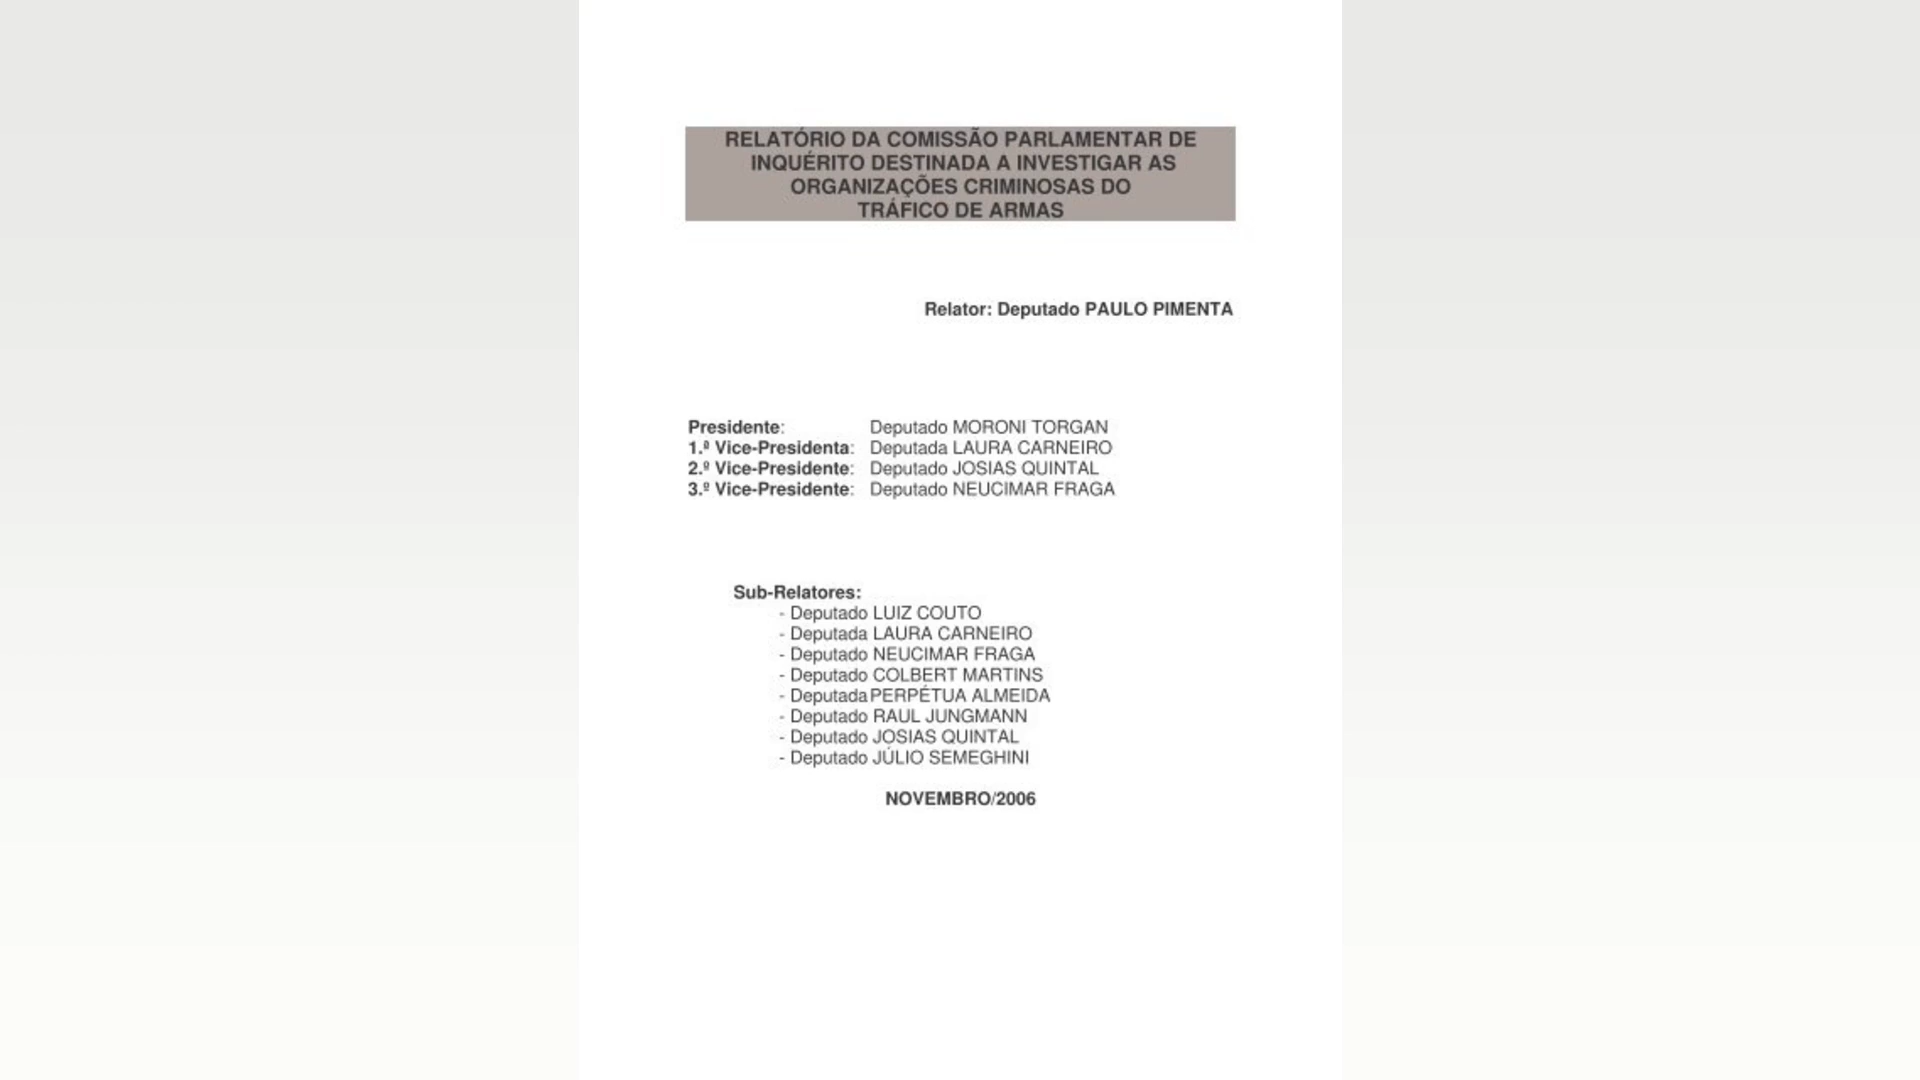 RELATÓRIO DA COMISSÃO PARLAMENTAR DE
INQUÉRITO DESTINADA A INVESTIGAR AS
ORGANIZAÇÕES CRIMINOSAS DO
TRÁFICO DE ARMAS
Relator: Deputado PAULO PIMENTA
Presidente: Deputado MORONI TORGAN
1.ª Vice-Presidenta: Deputada LAURA CARNEIRO
2.º Vice-Presidente: Deputado JOSIAS QUINTAL
3.º Vice-Presidente: Deputado NEUCIMAR FRAGA
Sub-Relatores:
- Deputado LUIZ COUTO
- Deputada LAURA CARNEIRO
- Deputado NEUCIMAR FRAGA
- Deputado COLBERT MARTINS
- Deputada PERPÉTUA ALMEIDA
- Deputado RAUL JUNGMANN
- Deputado JOSIAS QUINTAL
- Deputado JÚLIO SEMEGHINI
NOVEMBRO/2006